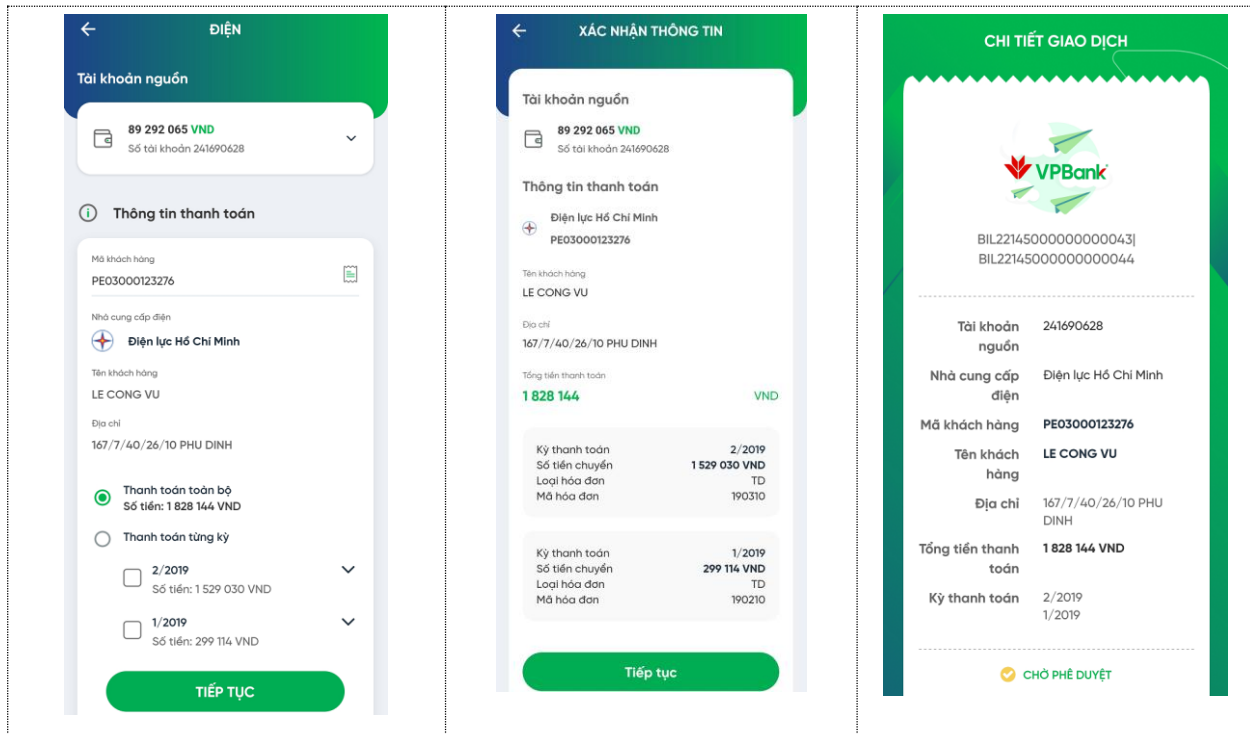 ĐIỆN
Tài khoản nguồn
89 292 065 VND
Số tài khoản 241690628
Thông tin thanh toán
Mã khách hàng
PE03000123276
Nhà cung cấp điện
Điện lực Hồ Chí Minh
Tên khách hàng
LE CONG VU
Địa chỉ
167/7/40/26/10 PHU DINH
Thanh toán toàn bộ
Số tiền: 1 828 144 VND
Thanh toán từng kỳ
2/2019
Số tiền: 1 529 030 VND
1/2019
Số tiền: 299 114 VND
TIẾP TỤC
XÁC NHẬN THÔNG TIN
Tài khoản nguồn
89 292 065 VND
Số tài khoản 241690628
Thông tin thanh toán
Điện lực Hồ Chí Minh
PE03000123276
Tên khách hàng
LE CONG VU
Địa chỉ
167/7/40/26/10 PHU DINH
Tổng tiền thanh toán
1 828 144 VND
Kỳ thanh toán 2/2019
Số tiền chuyển 1 529 030 VND
Loại hóa đơn TD
Mã hóa đơn 190310
Kỳ thanh toán 1/2019
Số tiền chuyển 299 114 VND
Loại hóa đơn TD
Mã hóa đơn 190210
Tiếp tục
CHI TIẾT GIAO DỊCH
VPBank
BIL22145000000000043|
BIL22145000000000044
Tài khoản 241690628
nguồn
Nhà cung cấp Điện lực Hồ Chí Minh
điện
Mã khách hàng PE03000123276
Tên khách LE CONG VU
hàng
Địa chỉ 167/7/40/26/10 PHU
DINH
Tổng tiền thanh 1 828 144 VND
toán
Kỳ thanh toán 2/2019
1/2019
CHỜ PHÊ DUYỆT